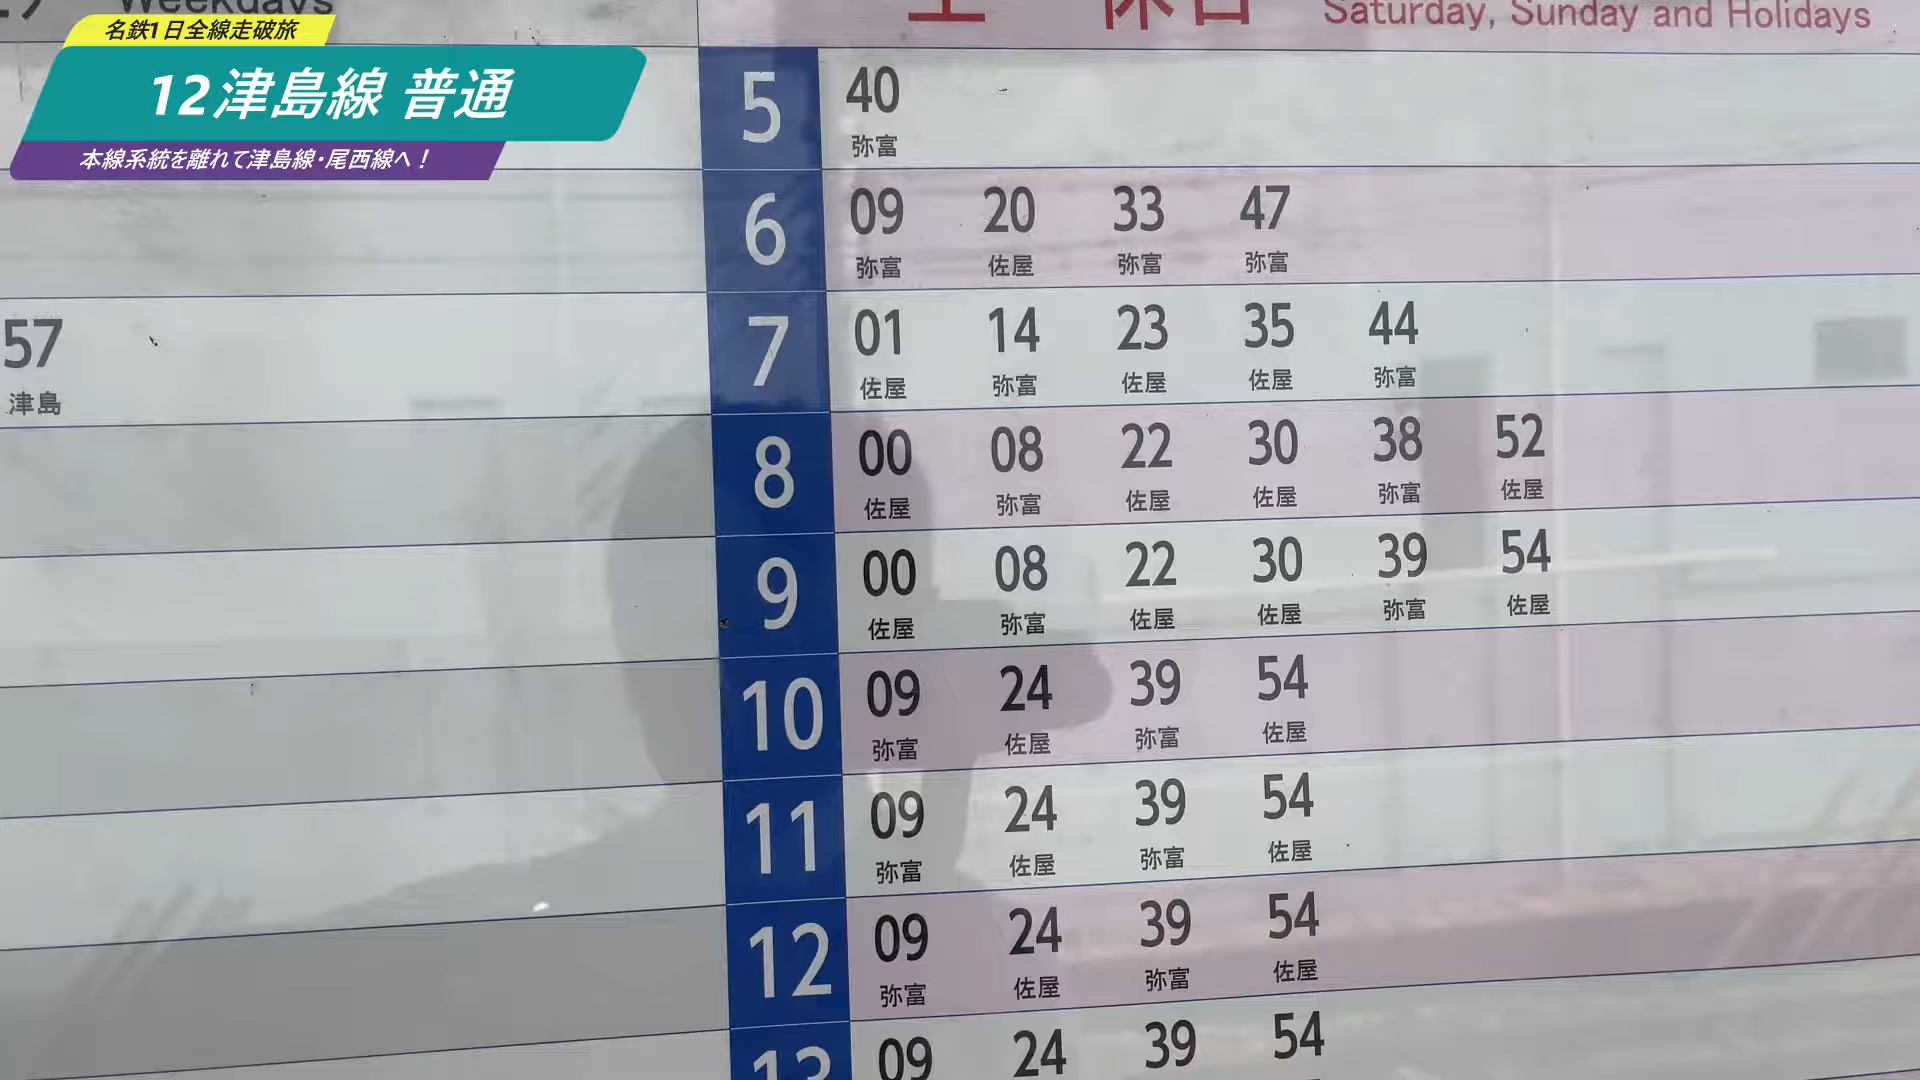 Weekdays
土 休日 Saturday, Sunday and Holidays
名鉄1日全線走破旅
12津島線 普通
本線系統を離れて津島線・尾西線へ！
57
津島
5 40
弥富
6 09 20 33 47
弥富 佐屋 弥富 弥富
7 01 14 23 35 44
佐屋 弥富 佐屋 佐屋 弥富
8 00 08 22 30 38 52
佐屋 弥富 佐屋 佐屋 弥富 佐屋
9 00 08 22 30 39 54
佐屋 弥富 佐屋 佐屋 弥富 佐屋
10 09 24 39 54
弥富 佐屋 弥富 佐屋
11 09 24 39 54
弥富 佐屋 弥富 佐屋
12 09 24 39 54
弥富 佐屋 弥富 佐屋
13 09 24 39 54